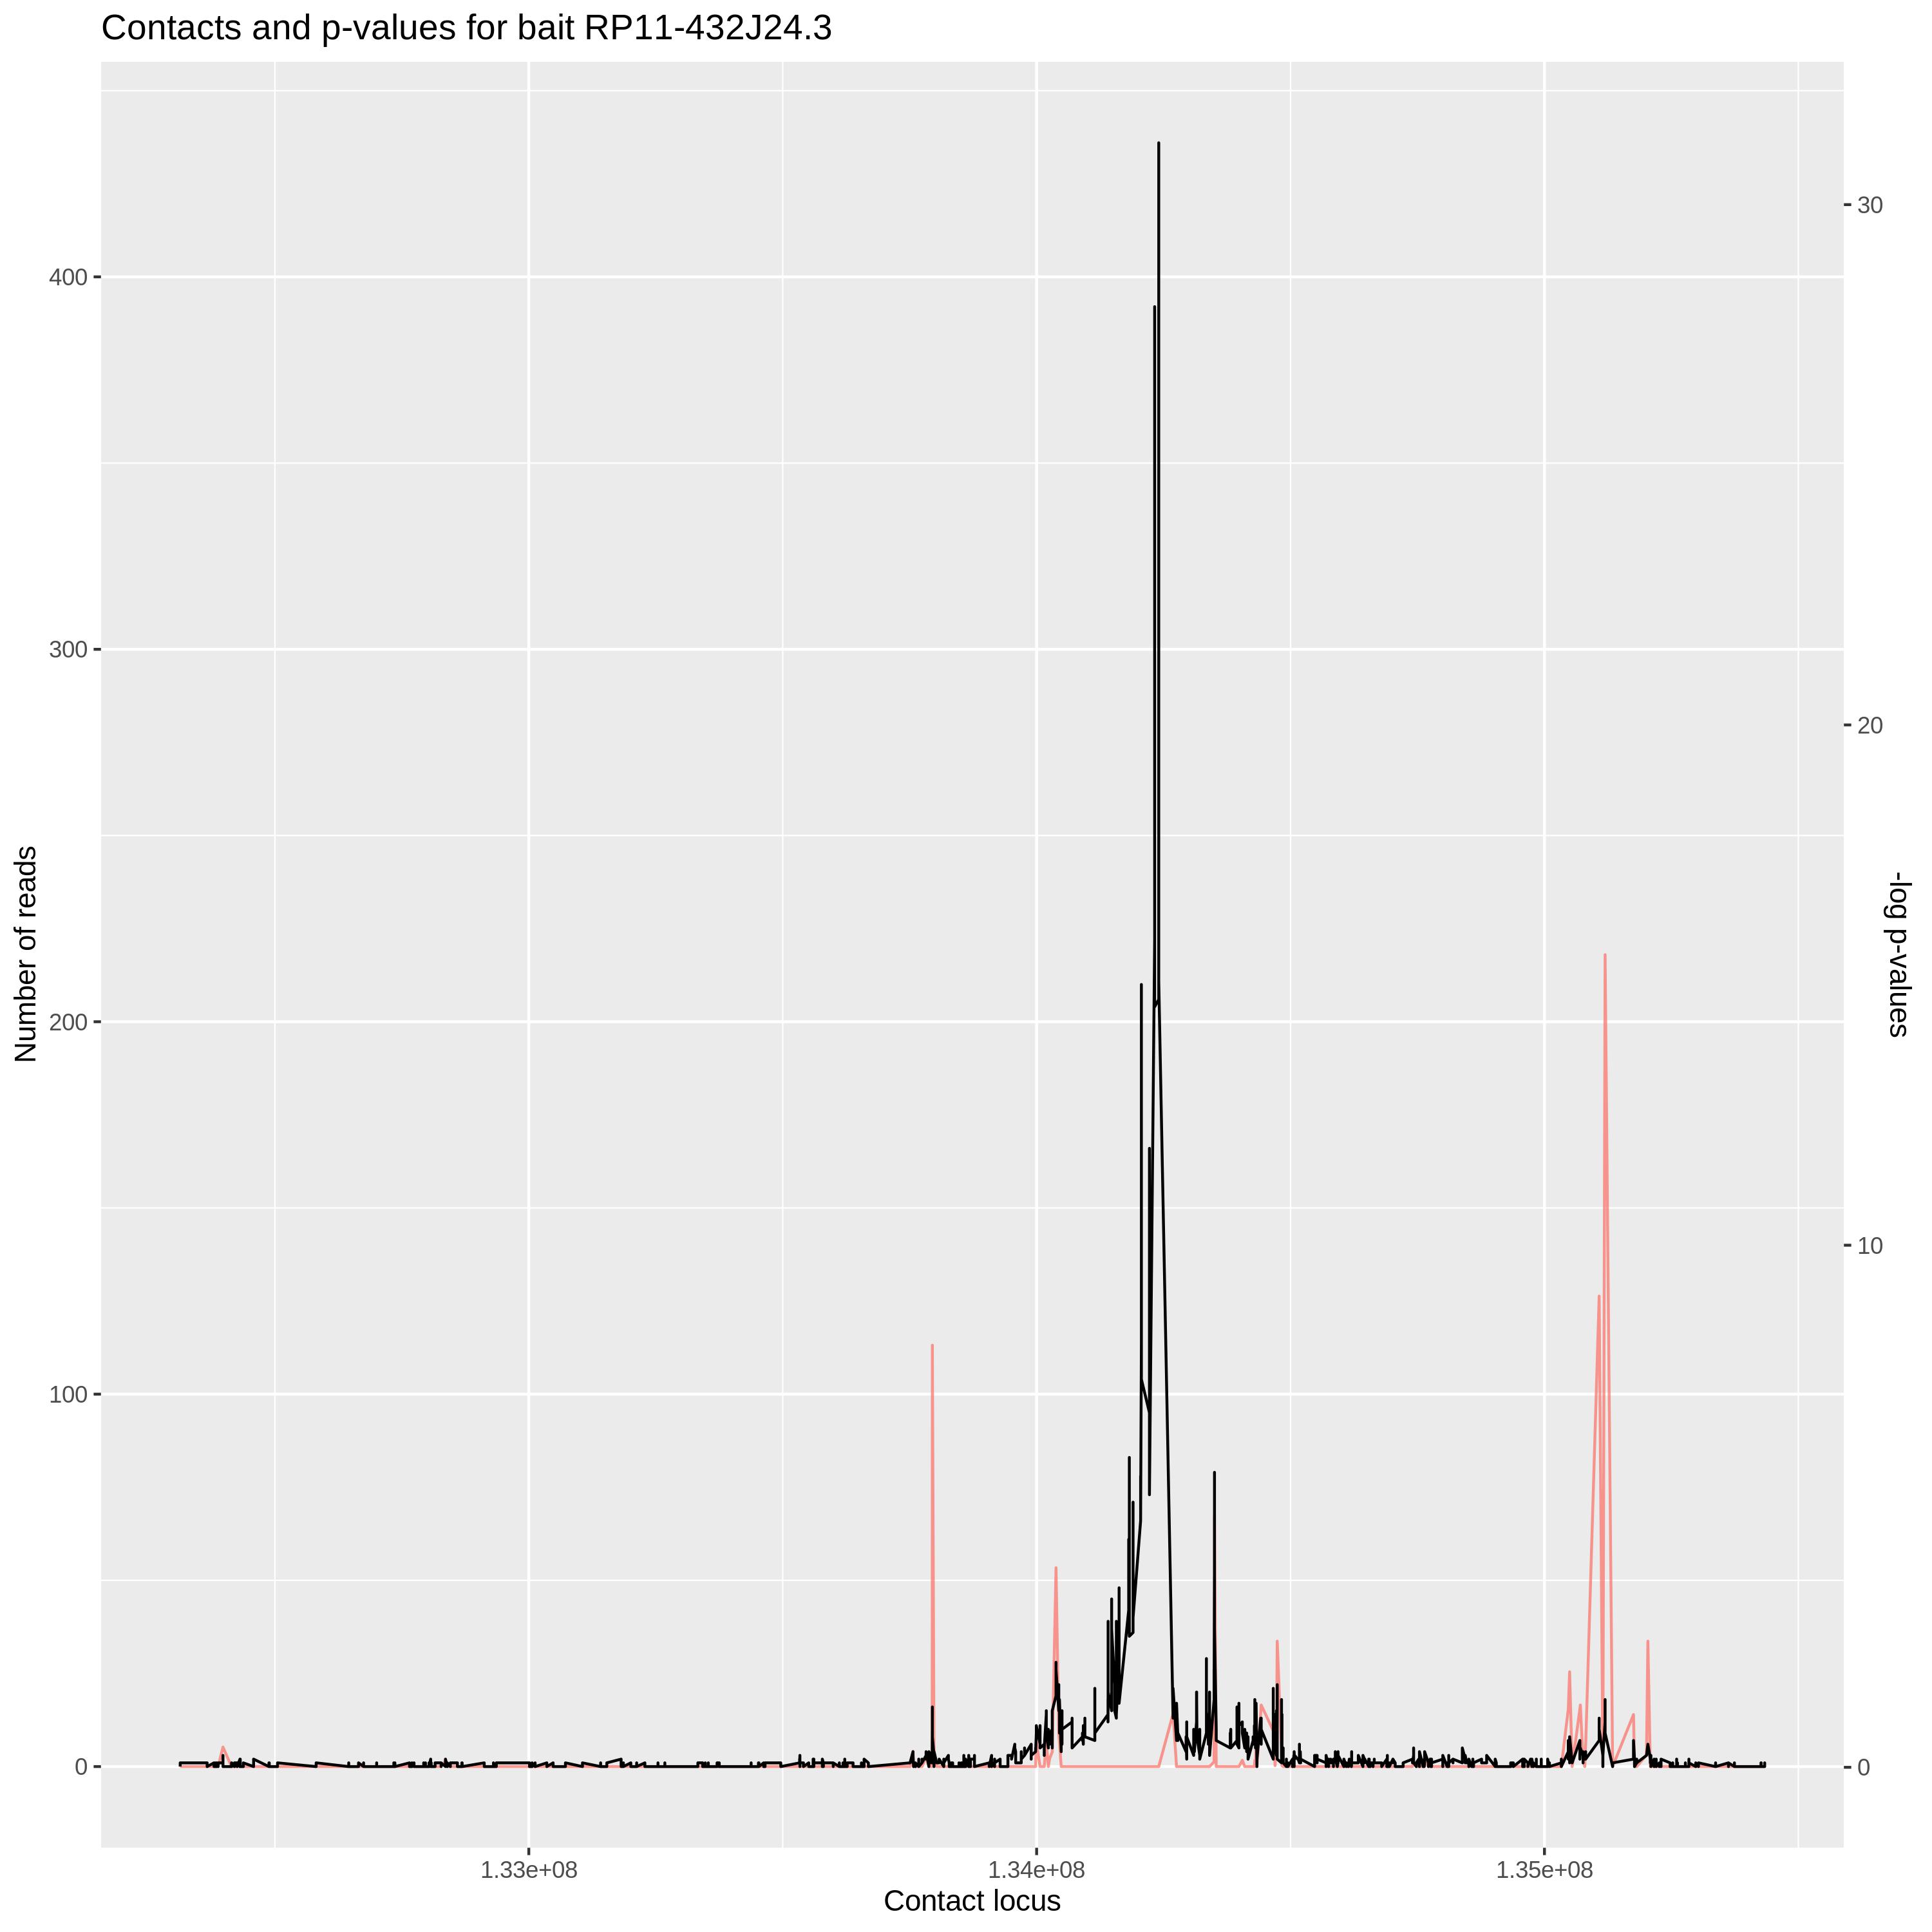 Contacts and p-values for bait RP11-432J24.3
400
300
200
100
0
Number of reads
30
20
10
0
-log p-values
1.33e+08
1.34e+08
1.35e+08
Contact locus